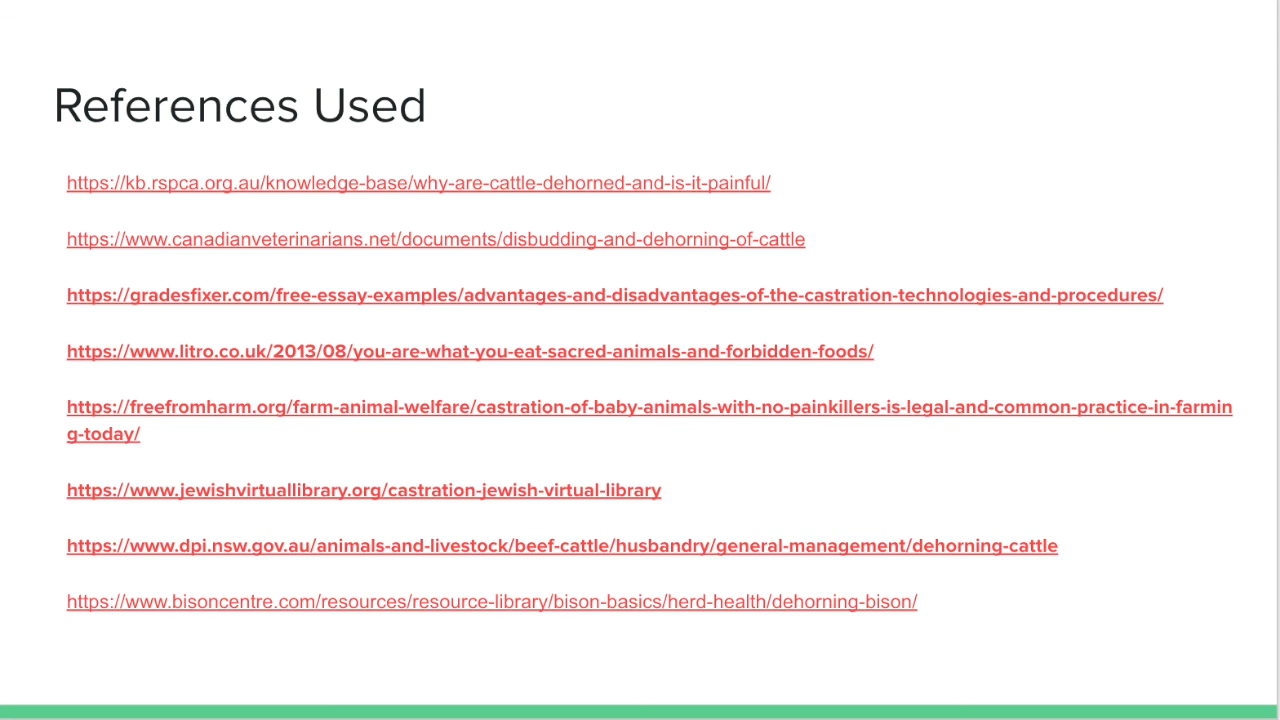 References Used
https://kb.rspca.org.au/knowledge-base/why-are-cattle-dehorned-and-is-it-painful/
https://www.canadianveterinarians.net/documents/disbudding-and-dehorning-of-cattle
https://gradesfixer.com/free-essay-examples/advantages-and-disadvantages-of-the-castration-technologies-and-procedures/
https://www.litro.co.uk/2013/08/you-are-what-you-eat-sacred-animals-and-forbidden-foods/
https://freefromharm.org/farm-animal-welfare/castration-of-baby-animals-with-no-painkillers-is-legal-and-common-practice-in-farmin
g-today/
https://www.jewishvirtuallibrary.org/castration-jewish-virtual-library
https://www.dpi.nsw.gov.au/animals-and-livestock/beef-cattle/husbandry/general-management/dehorning-cattle
https://www.bisoncentre.com/resources/resource-library/bison-basics/herd-health/dehorning-bison/